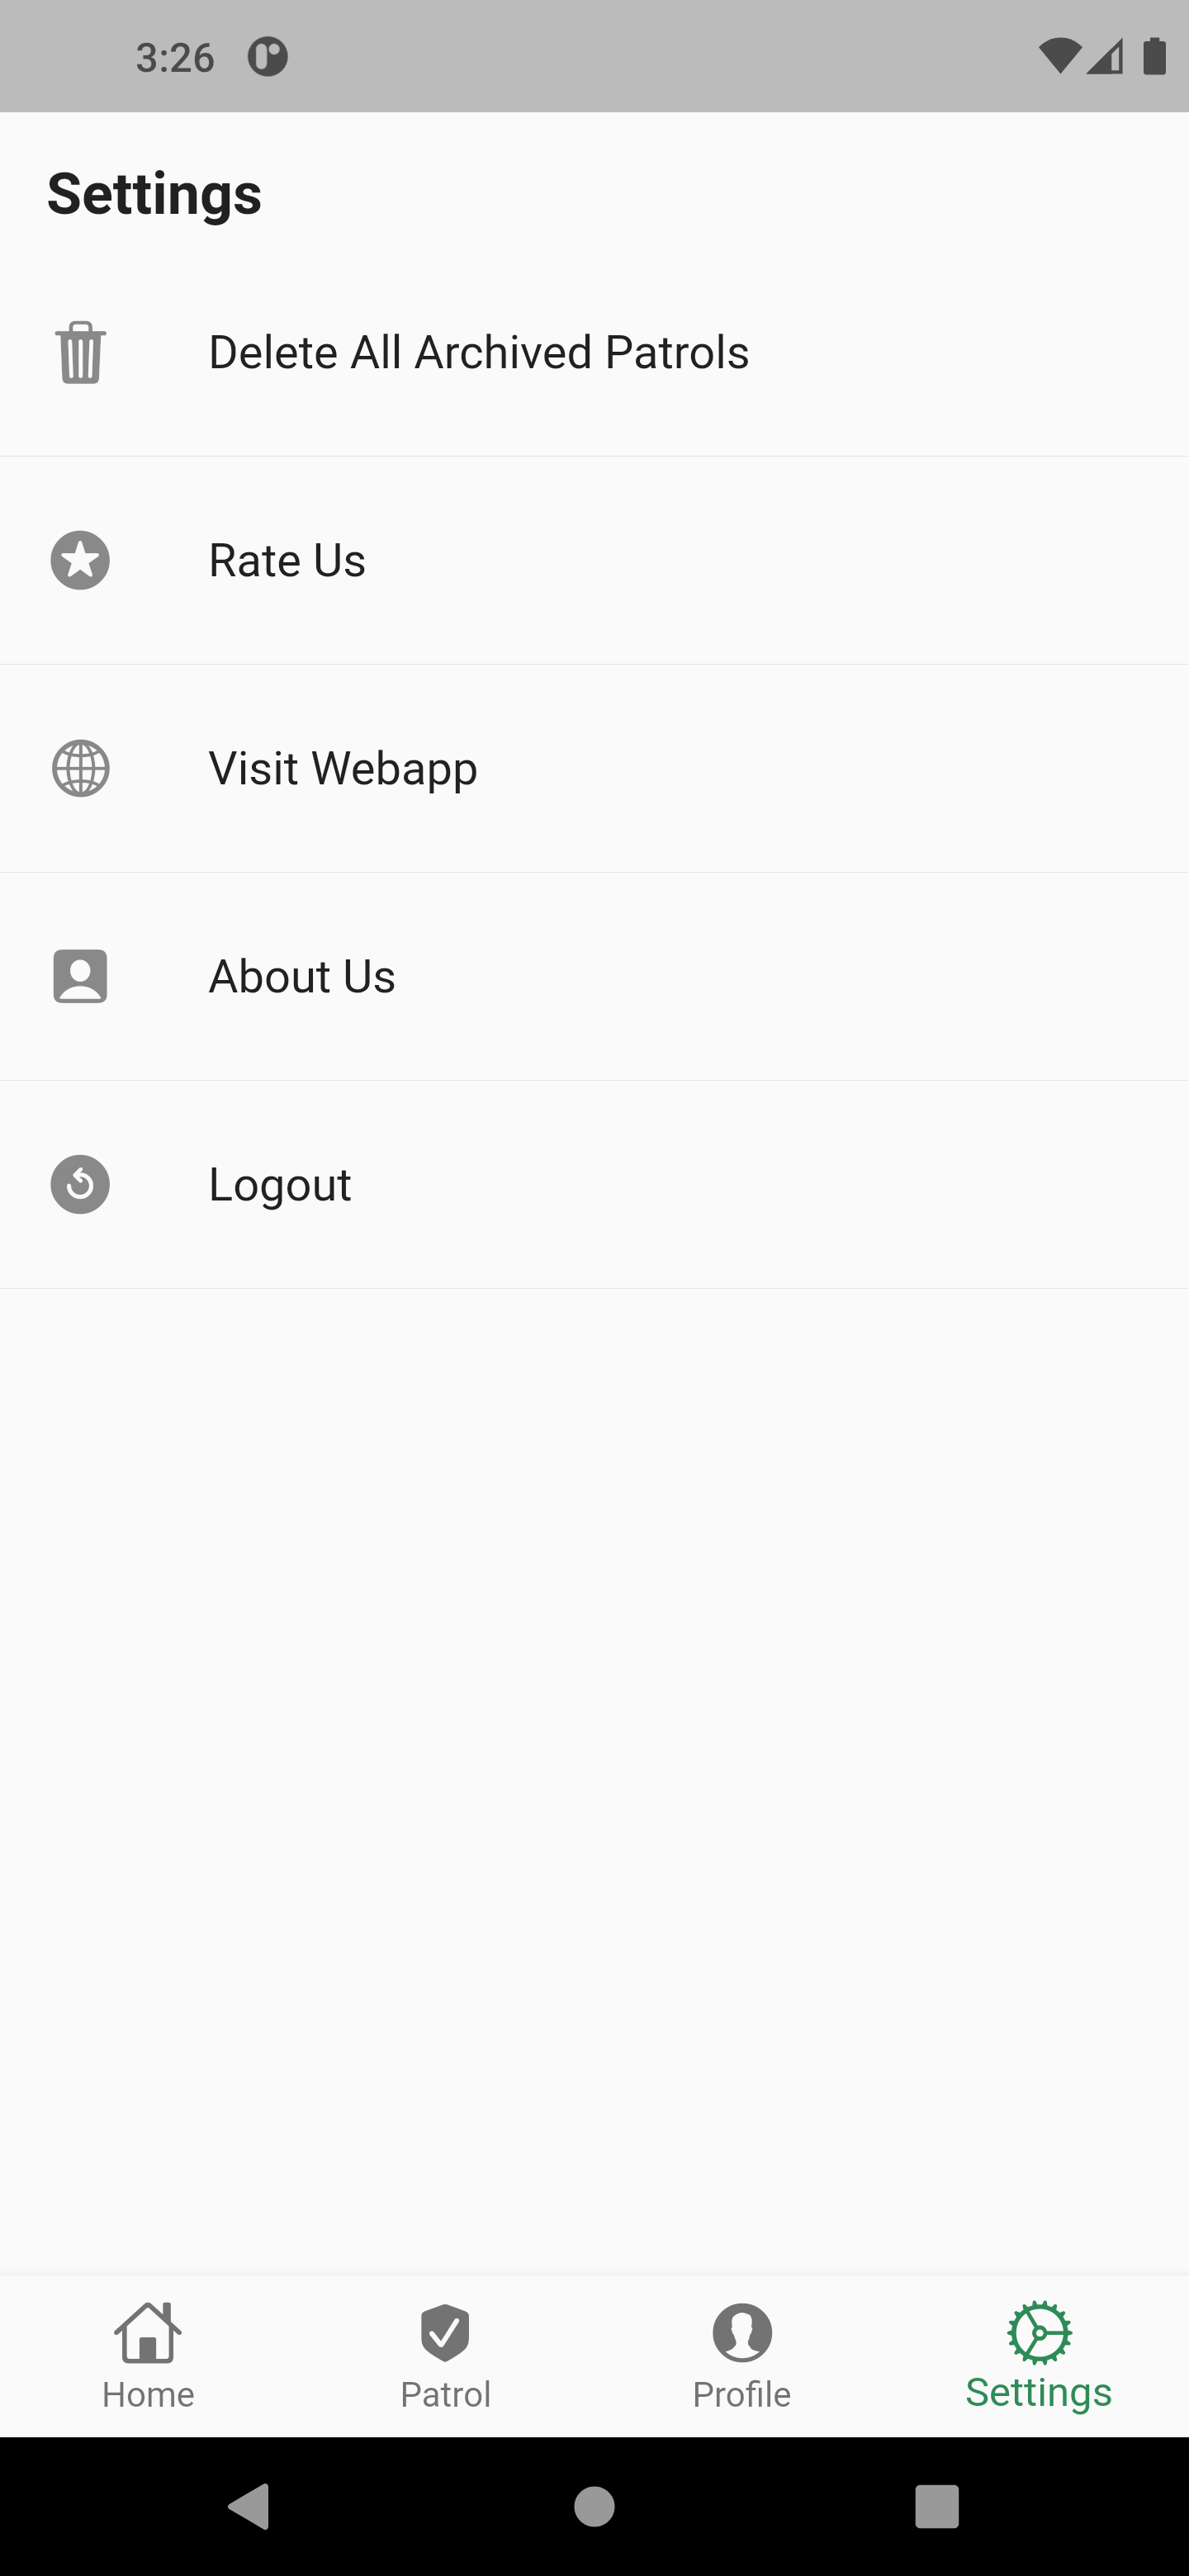 3:26
Settings
Delete All Archived Patrols
Rate Us
Visit Webapp
About Us
Logout
Home Patrol Profile Settings